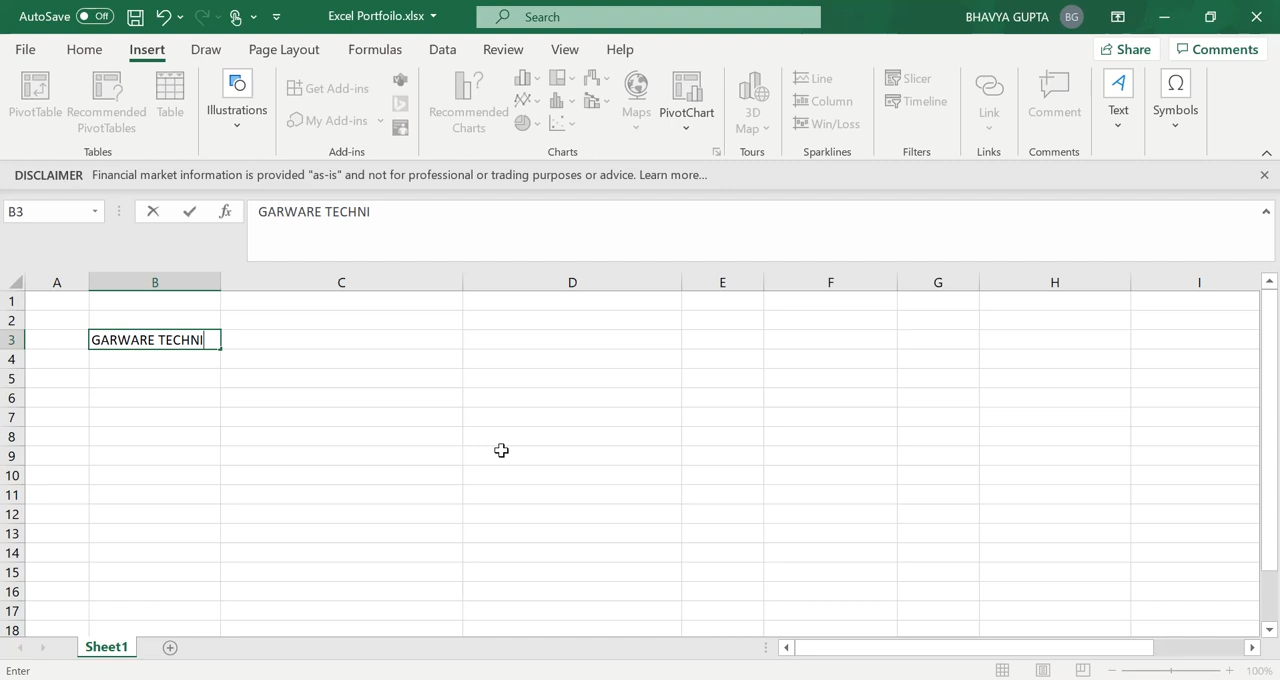 AutoSave Off Excel Portfoilo.xlsx Search BHAVYA GUPTA BG
File Home Insert Draw Page Layout Formulas Data Review View Help Share Comments
PivotTable Recommended PivotTables Table Illustrations Get Add-ins My Add-ins Recommended Charts Maps PivotChart 3D Map Line Column Win/Loss Slicer Timeline Link Comment Text Symbols
Tables Add-ins Charts Tours Sparklines Filters Links Comments
DISCLAIMER Financial market information is provided "as-is" and not for professional or trading purposes or advice. Learn more...
B3 fx GARWARE TECHNI
A B C D E F G H I
1
2
3 GARWARE TECHNI
4
5
6
7
8
9
10
11
12
13
14
15
16
17
18
Sheet1
Enter 100%